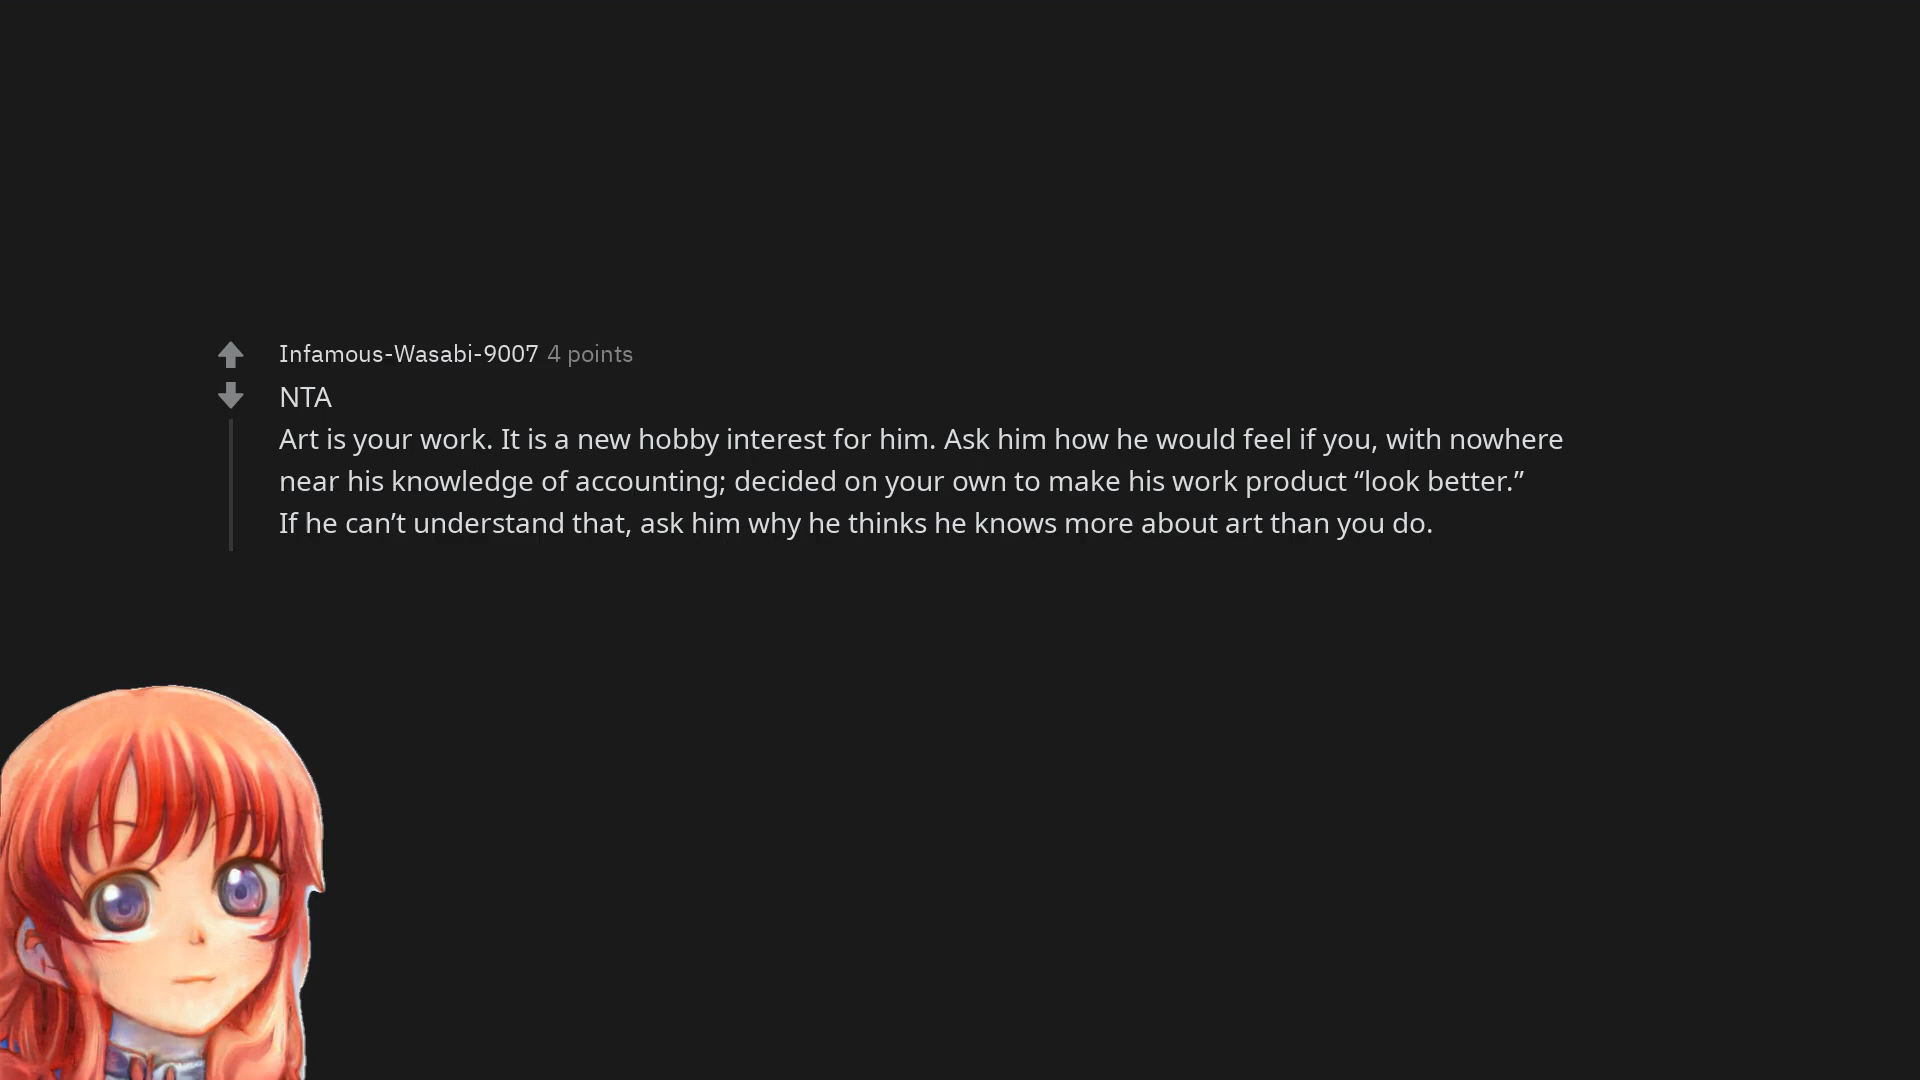 Infamous-Wasabi-9007 4 points
NTA
Art is your work. It is a new hobby interest for him. Ask him how he would feel if you, with nowhere
near his knowledge of accounting; decided on your own to make his work product “look better.”
If he can’t understand that, ask him why he thinks he knows more about art than you do.